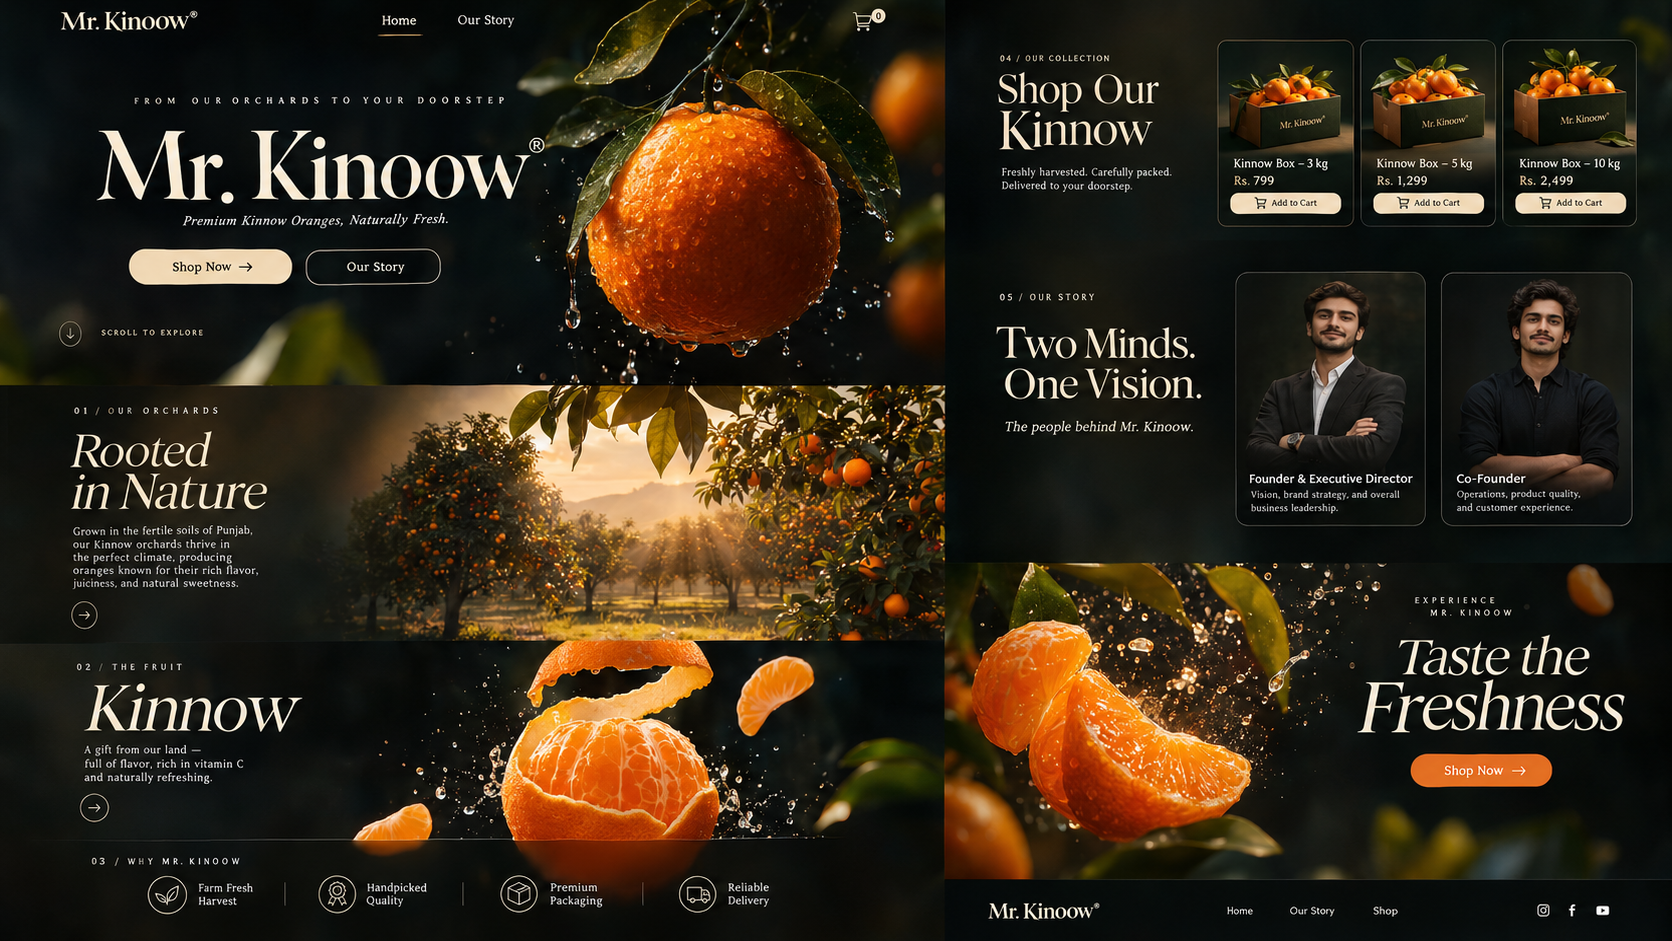 Mr. Kinoow®
Home
Our Story
0
FROM OUR ORCHARDS TO YOUR DOORSTEP
Mr. Kinoow®
Premium Kinnow Oranges, Naturally Fresh.
Shop Now →
Our Story
SCROLL TO EXPLORE
01 / OUR ORCHARDS
Rooted
in Nature
Grown in the fertile soils of Punjab,
our Kinnow orchards thrive in
the perfect climate, producing
oranges known for their rich flavor,
juiciness, and natural sweetness.
02 / THE FRUIT
Kinnow
A gift from our land —
full of flavor, rich in vitamin C
and naturally refreshing.
03 / WHY MR. KINOOW
Farm Fresh
Harvest
Handpicked
Quality
Premium
Packaging
Reliable
Delivery
04 / OUR COLLECTION
Shop Our
Kinnow
Freshly harvested. Carefully packed.
Delivered to your doorstep.
Mr. Kinoow®
Kinnow Box – 3 kg
Rs. 799
Add to Cart
Mr. Kinoow®
Kinnow Box – 5 kg
Rs. 1,299
Add to Cart
Mr. Kinoow®
Kinnow Box – 10 kg
Rs. 2,499
Add to Cart
05 / OUR STORY
Two Minds.
One Vision.
The people behind Mr. Kinoow.
Founder & Executive Director
Vision, brand strategy, and overall
business leadership.
Co-Founder
Operations, product quality,
and customer experience.
EXPERIENCE
MR. KINOOW
Taste the
Freshness
Shop Now →
Mr. Kinoow®
Home
Our Story
Shop